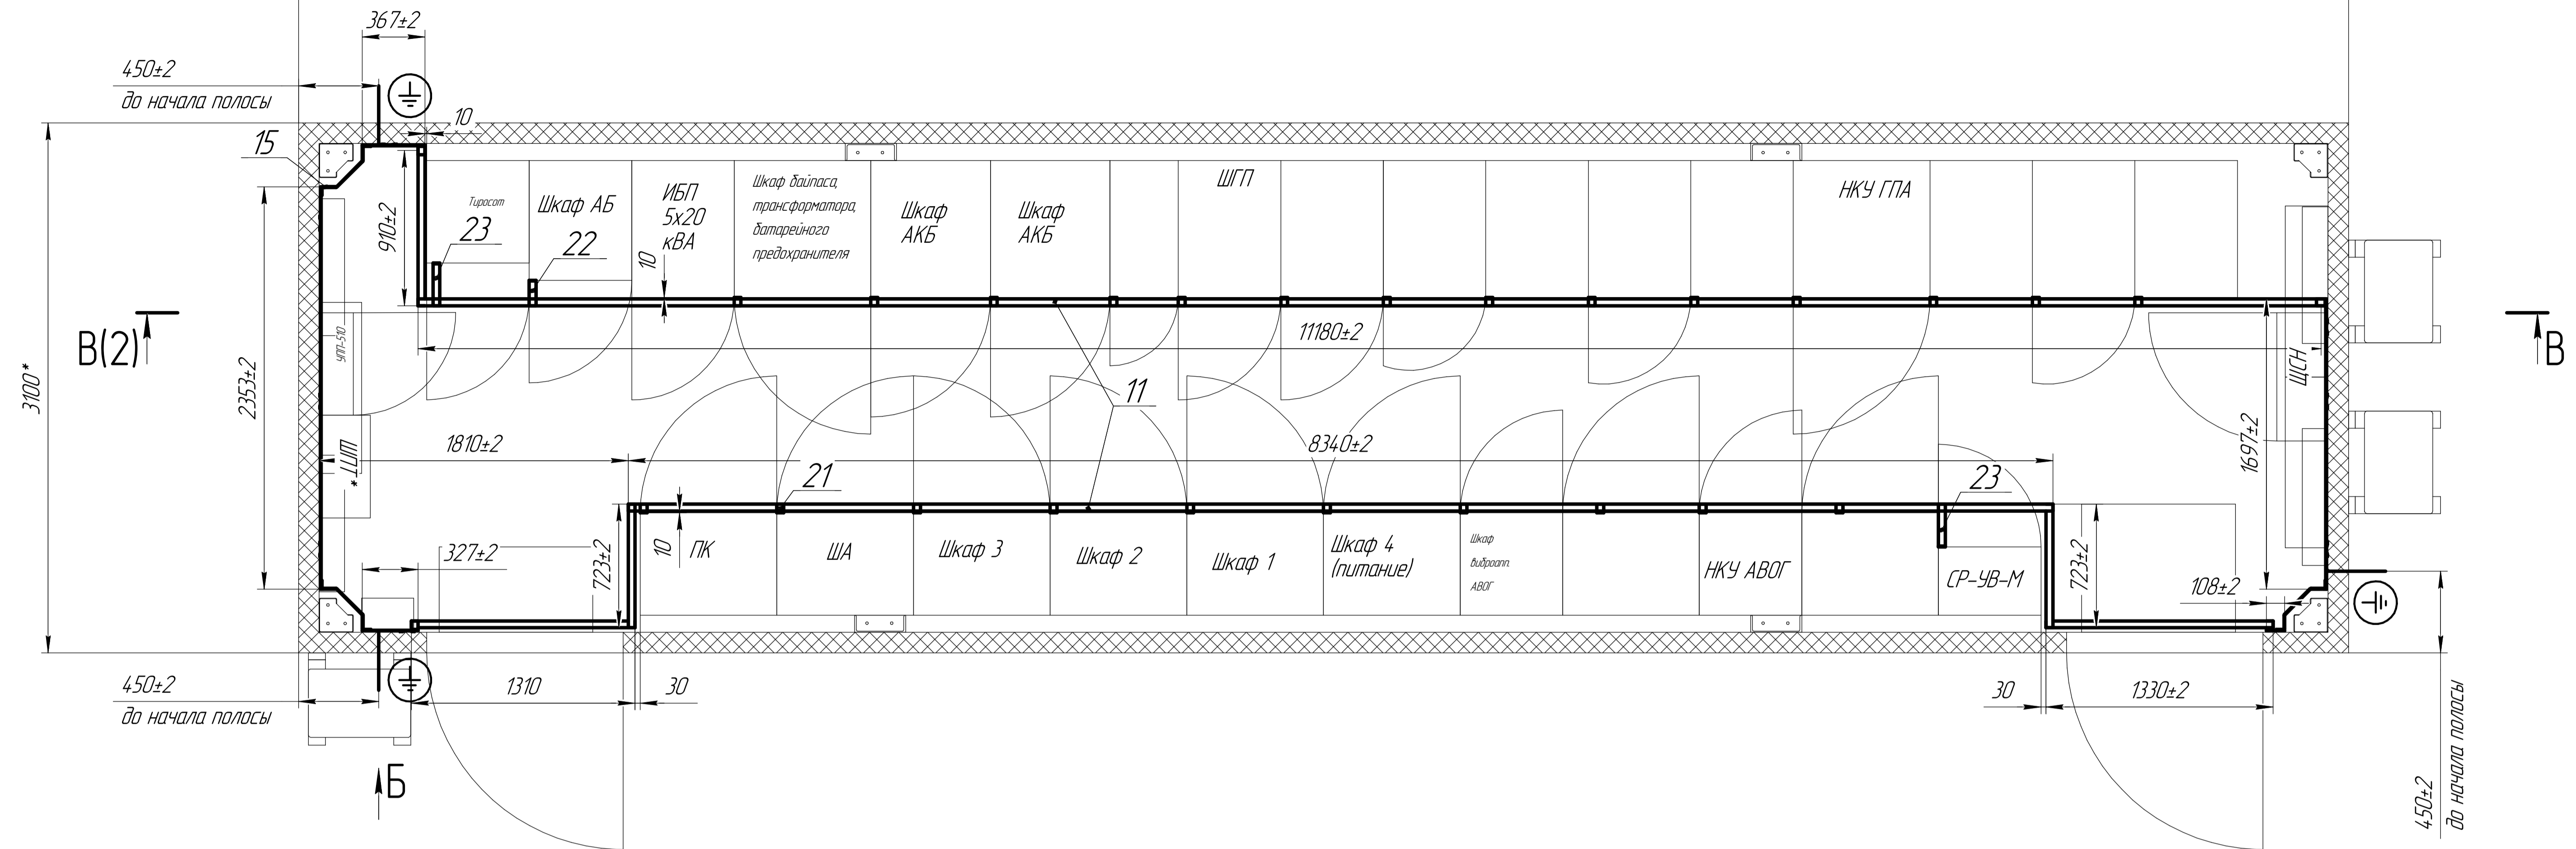 367±2
450±2
до начала полосы
10
15
3100*
2353±2
910±2
Тиросот
23
Шкаф АБ
22
ИБП
5х20
кВА
10
Шкаф байпаса,
трансформатора,
батарейного
предохранителя
Шкаф
АКБ
Шкаф
АКБ
ШГП
НКУ ГПА
В(2)
В
УПП-510
11180±2
ЩСН
11
1697±2
ЩПТ*
1810±2
8340±2
21
23
327±2
723±2
10
ПК
ША
Шкаф 3
Шкаф 2
Шкаф 1
Шкаф 4
(питание)
Шкаф
виброапп.
АВОГ
НКУ АВОГ
СР-УВ-М
723±2
108±2
450±2
до начала полосы
1310
30
30
1330±2
450±2
до начала полосы
Б